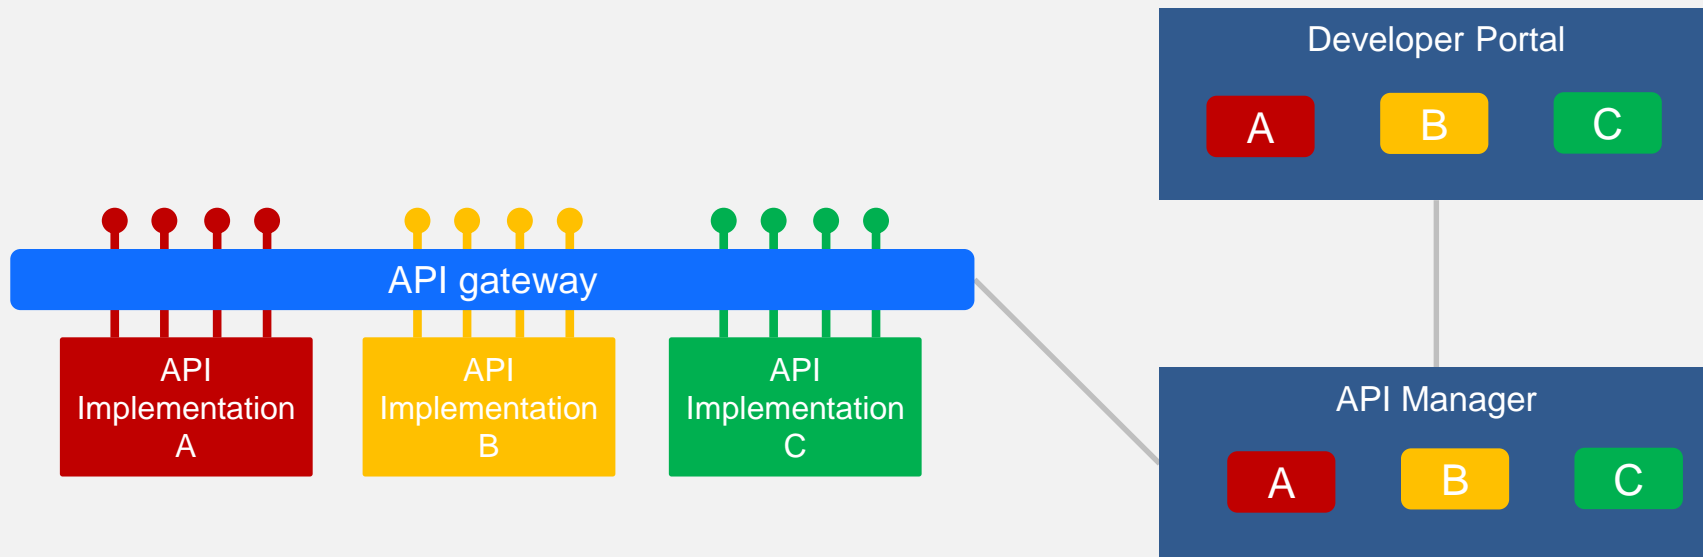 Developer Portal
A B C
API gateway
API
Implementation
A
API
Implementation
B
API
Implementation
C
API Manager
A B C